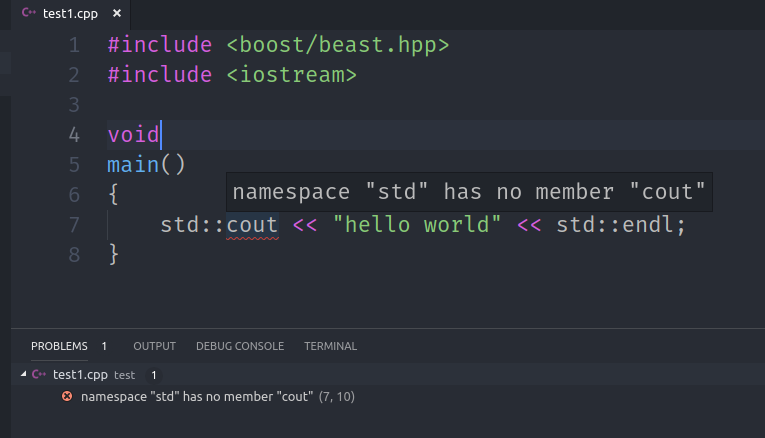 C++ test1.cpp ×
1 #include <boost/beast.hpp>
2 #include <iostream>
3
4 void
5 main()
6 {
namespace "std" has no member "cout"
7 std::cout << "hello world" << std::endl;
8 }
PROBLEMS 1 OUTPUT DEBUG CONSOLE TERMINAL
C++ test1.cpp test 1
namespace "std" has no member "cout" (7, 10)